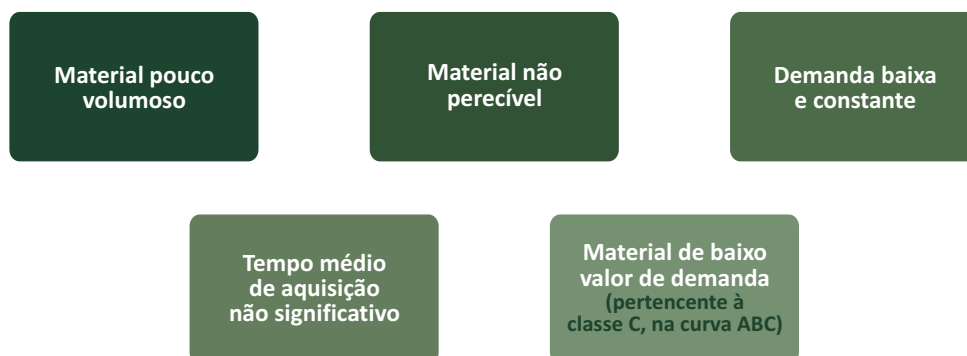 Material pouco
volumoso
Material não
perecível
Demanda baixa
e constante
Tempo médio
de aquisição
não significativo
Material de baixo
valor de demanda
(pertencente à
classe C, na curva ABC)